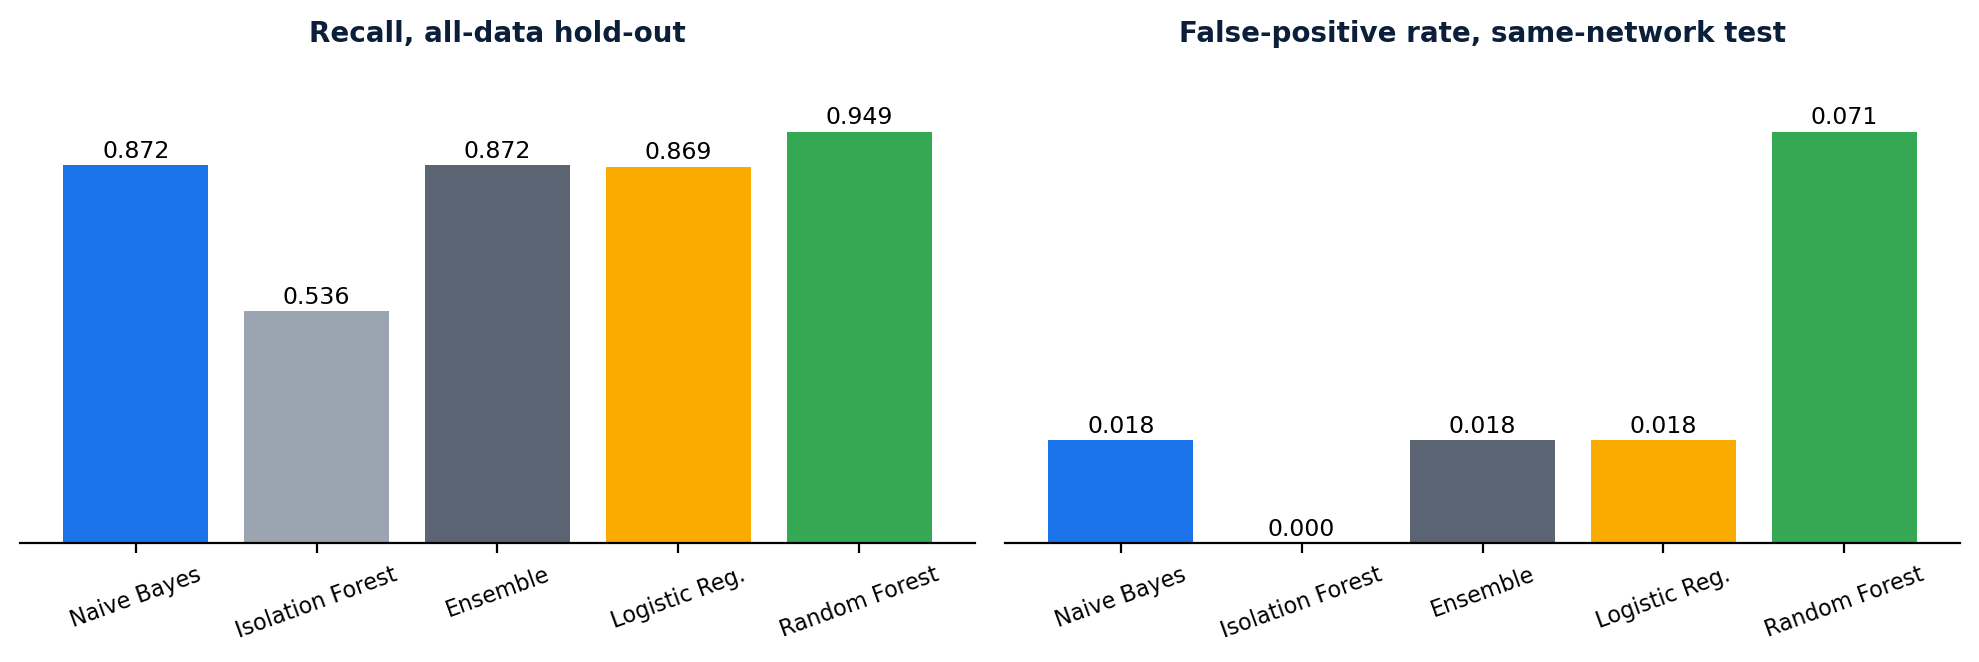 Recall, all-data hold-out
0.872
0.536
0.872
0.869
0.949
Naive Bayes
Isolation Forest
Ensemble
Logistic Reg.
Random Forest
False-positive rate, same-network test
0.018
0.000
0.018
0.018
0.071
Naive Bayes
Isolation Forest
Ensemble
Logistic Reg.
Random Forest